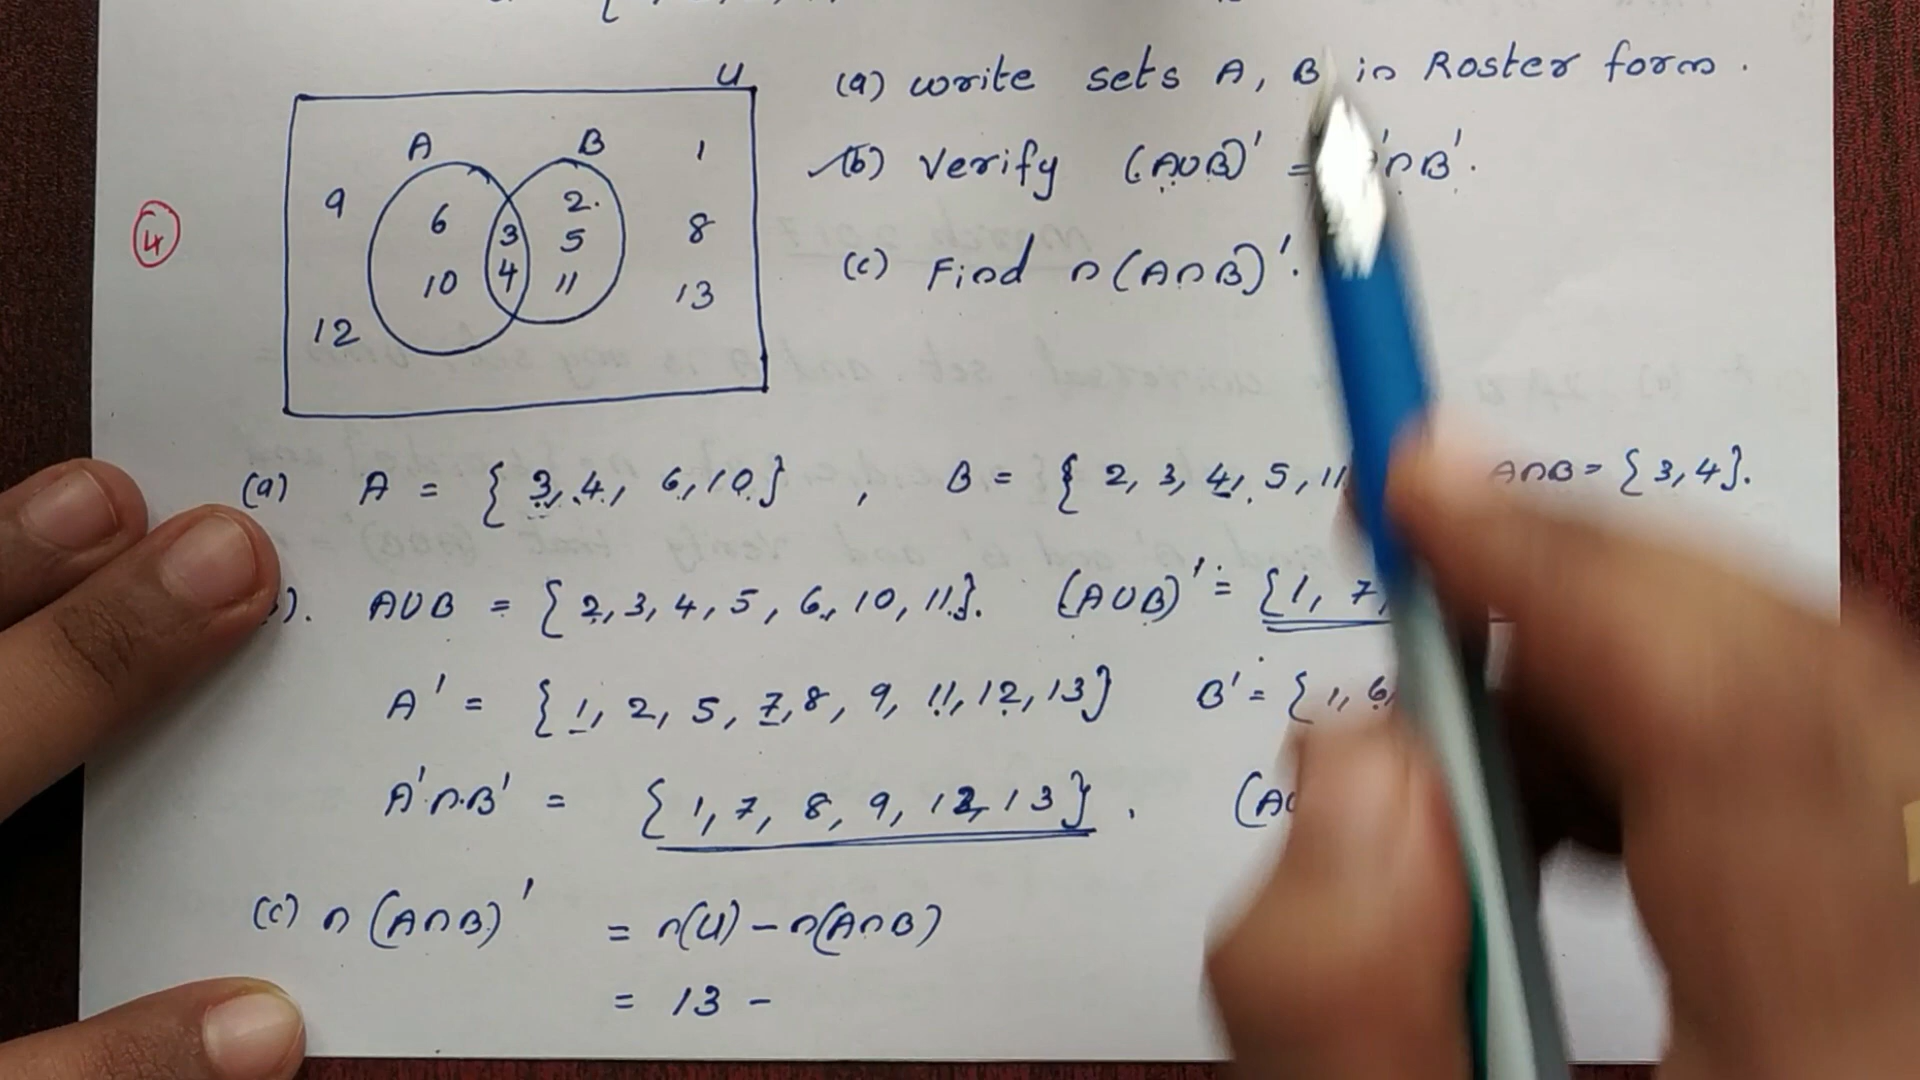 U
A B 1
9 6 3 2. 8
4 5
10 4 11 13
12
(a) write sets A, B in Roster form.
(b) Verify (A∪B)' = '∩B'.
(c) Find n(A∩B)'.
(a) A = {3, 4, 6, 10} , B = {2, 3, 4, 5, 11 A∩B = {3, 4}.
). A∪B = {2, 3, 4, 5, 6, 10, 11}. (A∪B)' = {1, 7,
A' = {1, 2, 5, 7, 8, 9, 11, 12, 13} B' = {1, 6,
A'∩B' = {1, 7, 8, 9, 12, 13}. (A
(c) n(A∩B)' = n(U) − n(A∩B)
= 13 −